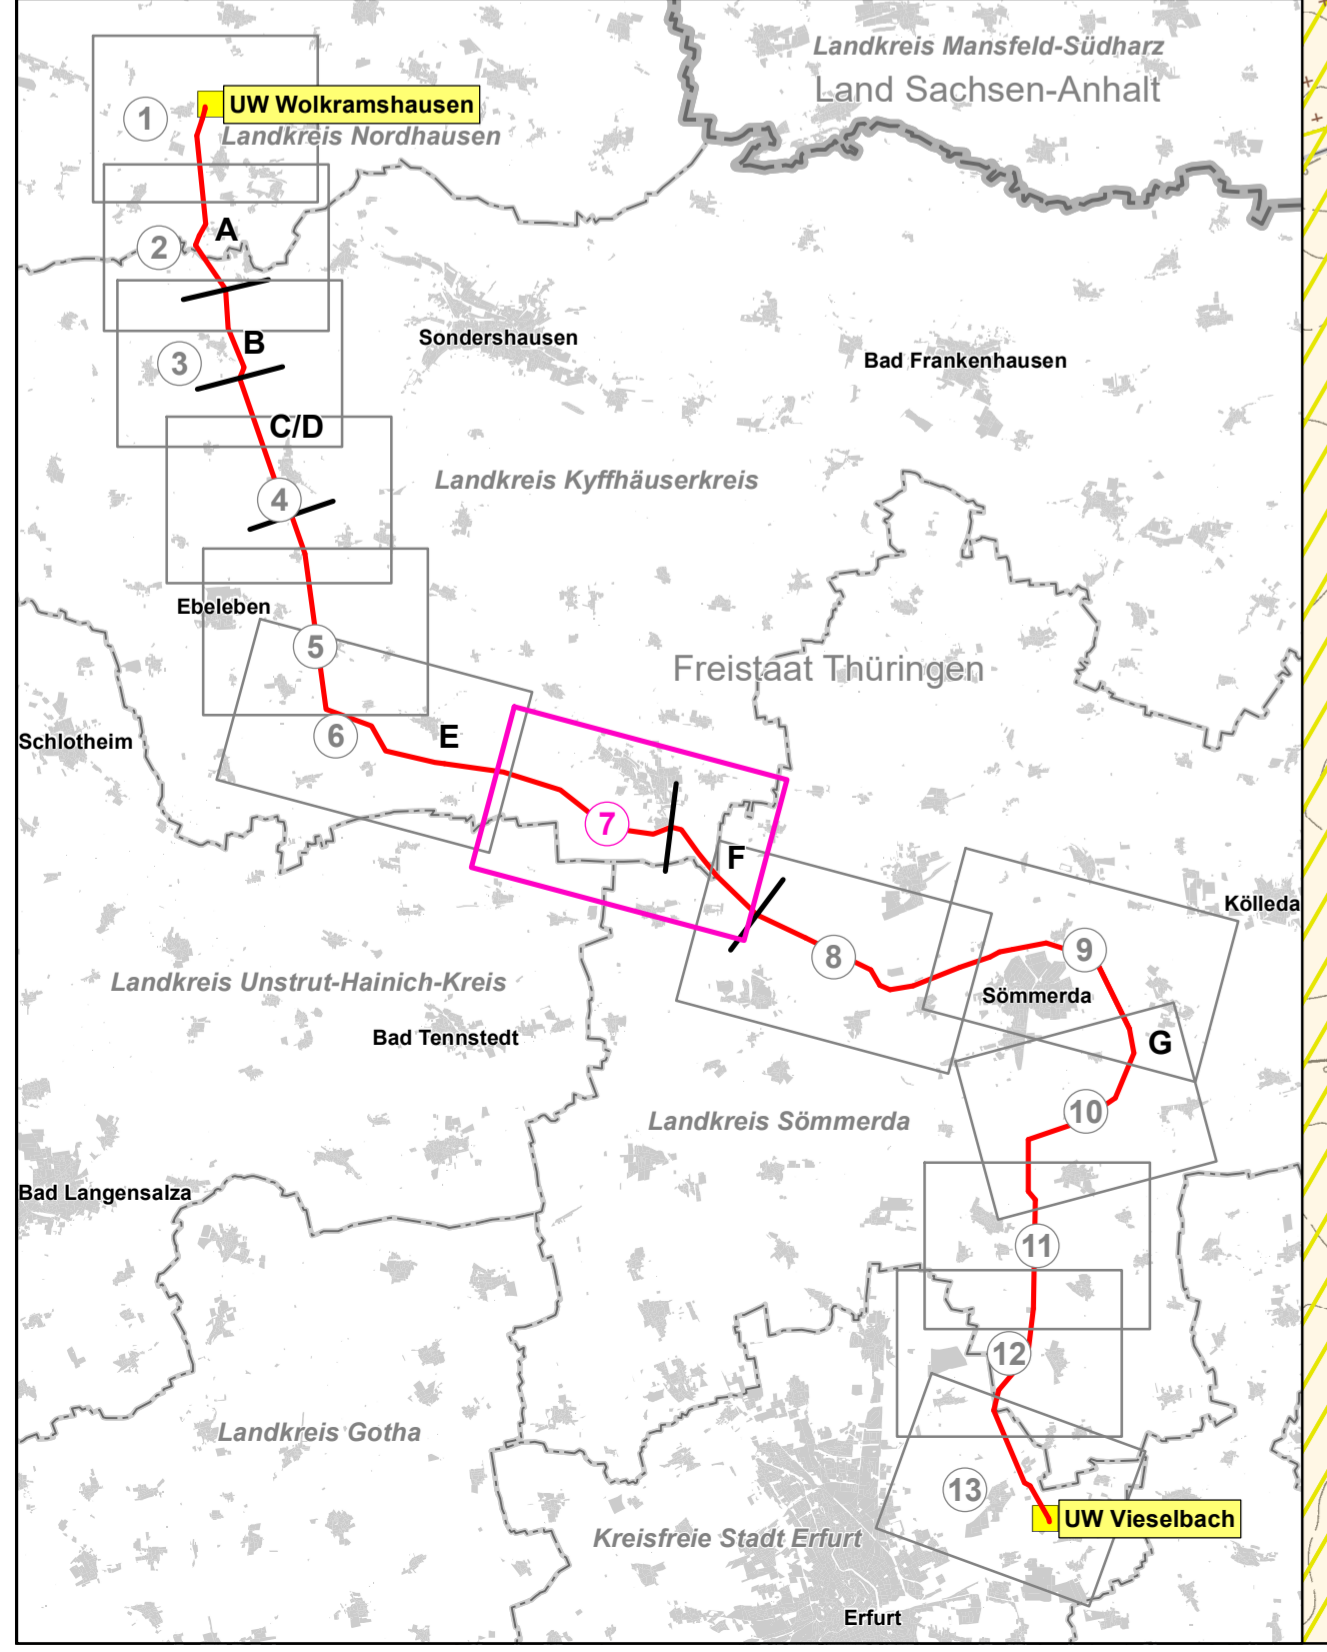 Landkreis Mansfeld-Südharz
Land Sachsen-Anhalt
UW Wolkramshausen
1
Landkreis Nordhausen
A
2
Sondershausen
B
3
Bad Frankenhausen
C/D
Landkreis Kyffhäuserkreis
4
Ebeleben
5
Freistaat Thüringen
Schlotheim
6
E
7
F
Kölleda
8
9
Landkreis Unstrut-Hainich-Kreis
Sömmerda
Bad Tennstedt
G
10
Landkreis Sömmerda
Bad Langensalza
11
12
Landkreis Gotha
13
UW Vieselbach
Kreisfreie Stadt Erfurt
Erfurt